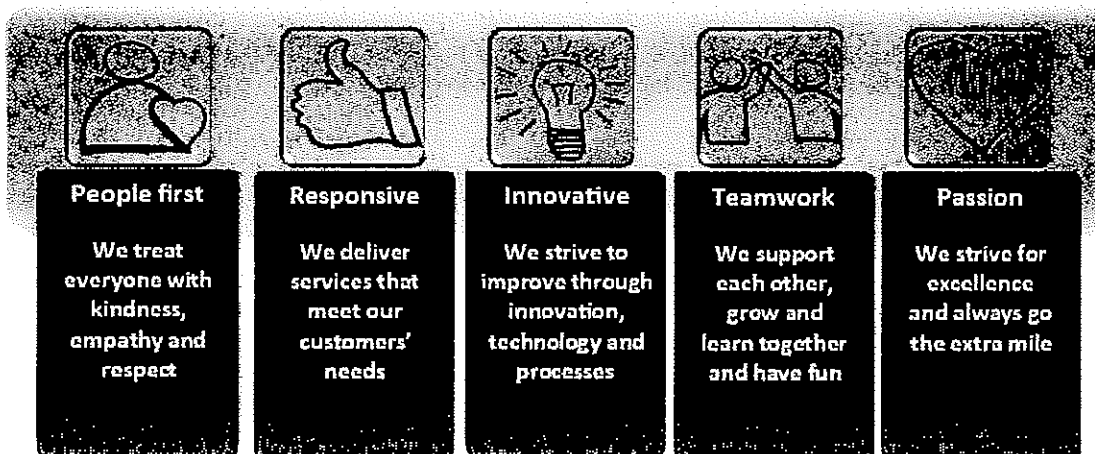 People first
We treat
everyone with
kindness,
empathy and
respect
Responsive
We deliver
services that
meet our
customers'
needs
Innovative
We strive to
improve through
innovation,
technology and
processes
Teamwork
We support
each other,
grow and
learn together
and have fun
Passion
We strive for
excellence
and always go
the extra mile